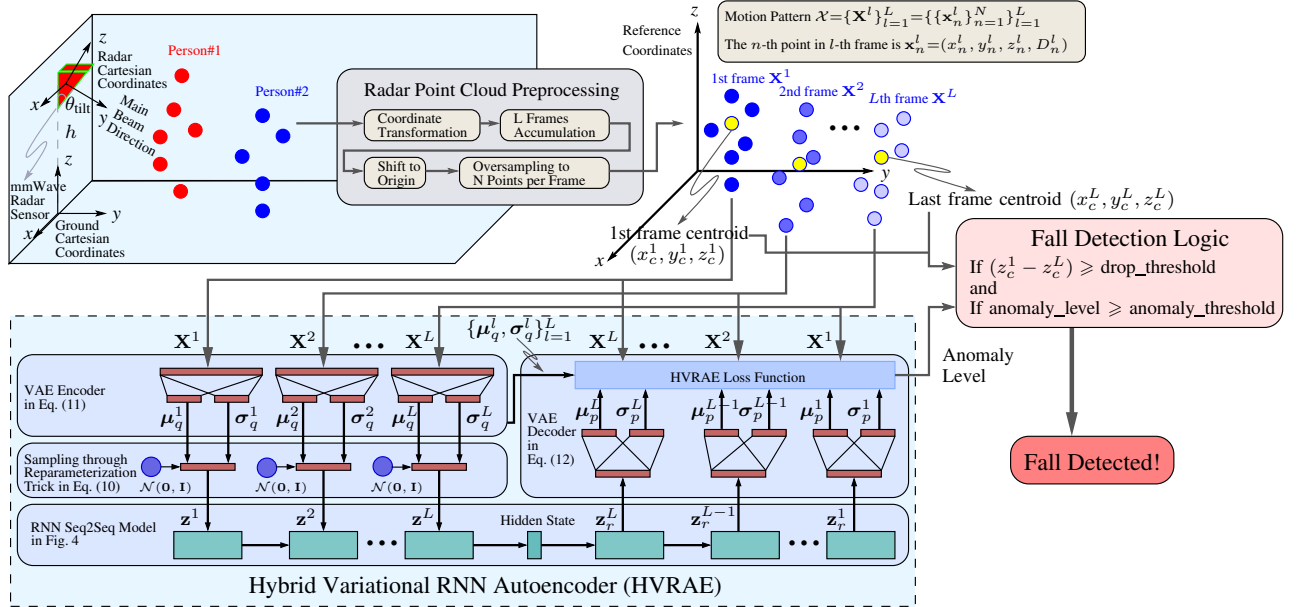 z
Radar
Cartesian
Coordinates
x
θ_tilt
y
Main
Beam
Direction
h
z
mmWave
Radar
Sensor
y
x
Ground
Cartesian
Coordinates
Person#1
Person#2
Radar Point Cloud Preprocessing
Coordinate
Transformation
L Frames
Accumulation
Shift to
Origin
Oversampling to
N Points per Frame
z
Reference
Coordinates
Motion Pattern 𝒳={X^l}_{l=1}^L={{x_n^l}_{n=1}^N}_{l=1}^L
The n-th point in l-th frame is x_n^l=(x_n^l, y_n^l, z_n^l, D_n^l)
1st frame X^1
2nd frame X^2
Lth frame X^L
y
x
1st frame centroid
(x_c^1, y_c^1, z_c^1)
Last frame centroid (x_c^L, y_c^L, z_c^L)
Fall Detection Logic
If (z_c^1 − z_c^L) ⩾ drop_threshold
and
If anomaly_level ⩾ anomaly_threshold
Anomaly
Level
Fall Detected!
X^1 X^2 ••• X^L
{μ_q^l, σ_q^l}_{l=1}^L
X^L ••• X^2 X^1
VAE Encoder
in Eq. (11)
μ_q^1 σ_q^1 μ_q^2 σ_q^2 μ_q^L σ_q^L
HVRAE Loss Function
μ_p^L σ_p^L μ_p^{L−1} σ_p^{L−1} μ_p^1 σ_p^1
VAE
Decoder
in
Eq. (12)
Sampling through
Reparameterization
Trick in Eq. (10)
𝒩(0, I) 𝒩(0, I) 𝒩(0, I)
RNN Seq2Seq Model
in Fig. 4
z^1 z^2 z^L Hidden State z_r^L z_r^{L−1} z_r^1
Hybrid Variational RNN Autoencoder (HVRAE)